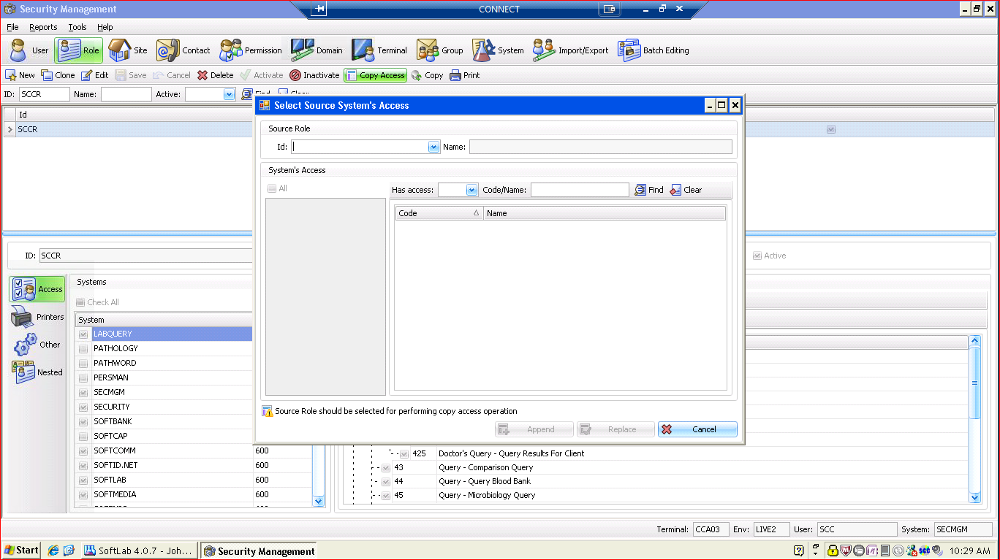 Security Management
CONNECT
File Reports Tools Help
User Role Site Contact Permission Domain Terminal Group System Import/Export Batch Editing
New Clone Edit Save Cancel Delete Activate Inactivate Copy Access Copy Print
ID: SCCR Name: Active: Find Clear
Id
SCCR
Select Source System's Access
Source Role
Id: Name:
System's Access
All
Has access: Code/Name: Find Clear
Code Name
Source Role should be selected for performing copy access operation
Append Replace Cancel
ID: SCCR
Active
Access
Printers
Other
Nested
Systems
Check All
System
LABQUERY
PATHOLOGY
PATHWORD
PERSMAN
SECMGM
SECURITY
SOFTBANK
SOFTCAP
SOFTCOMM 600
SOFTID.NET 600
SOFTLAB 600
SOFTMEDIA 600
425 Doctor's Query - Query Results For Client
43 Query - Comparison Query
44 Query - Query Blood Bank
45 Query - Microbiology Query
Terminal: CCA03 Env: LIVE2 User: SCC System: SECMGM
Start SoftLab 4.0.7 - Joh... Security Management scc 10:29 AM